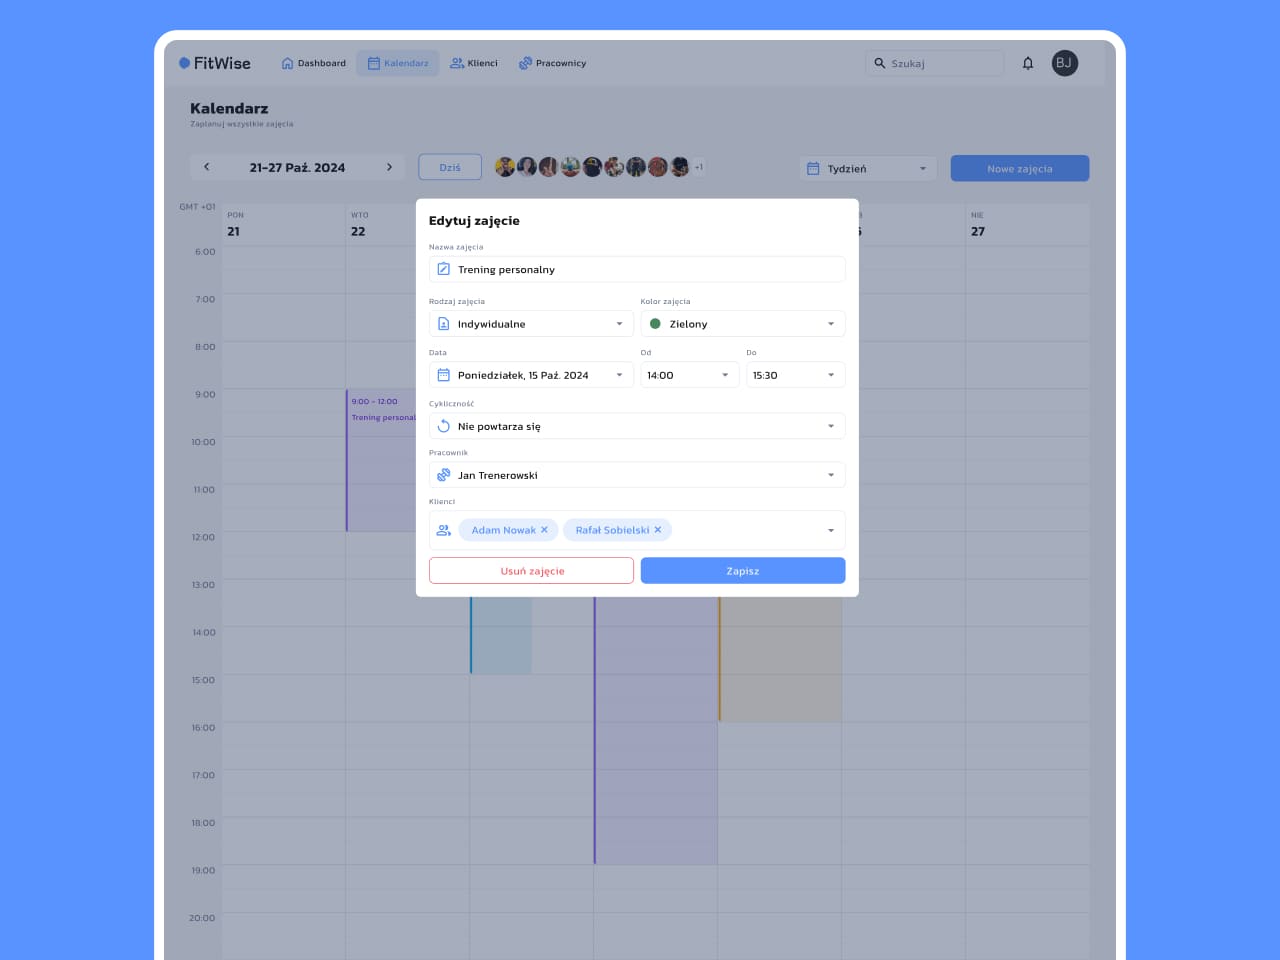 FitWise
Dashboard
Kalendarz
Klienci
Pracownicy
Szukaj
BJ
Kalendarz
Zaplanuj wszystkie zajęcia
21-27 Paź. 2024
Dziś
+1
Tydzień
Nowe zajęcia
GMT +01
PON
21
WTO
22
NIE
27
6:00
7:00
8:00
9:00
10:00
11:00
12:00
13:00
14:00
15:00
16:00
17:00
18:00
19:00
20:00
9:00 - 12:00
Trening personal
Edytuj zajęcie
Nazwa zajęcia
Trening personalny
Rodzaj zajęcia
Kolor zajęcia
Indywidualne
Zielony
Data
Od
Do
Poniedziałek, 15 Paź. 2024
14:00
15:30
Cykliczność
Nie powtarza się
Pracownik
Jan Trenerowski
Klienci
Adam Nowak ×
Rafał Sobielski ×
Usuń zajęcie
Zapisz